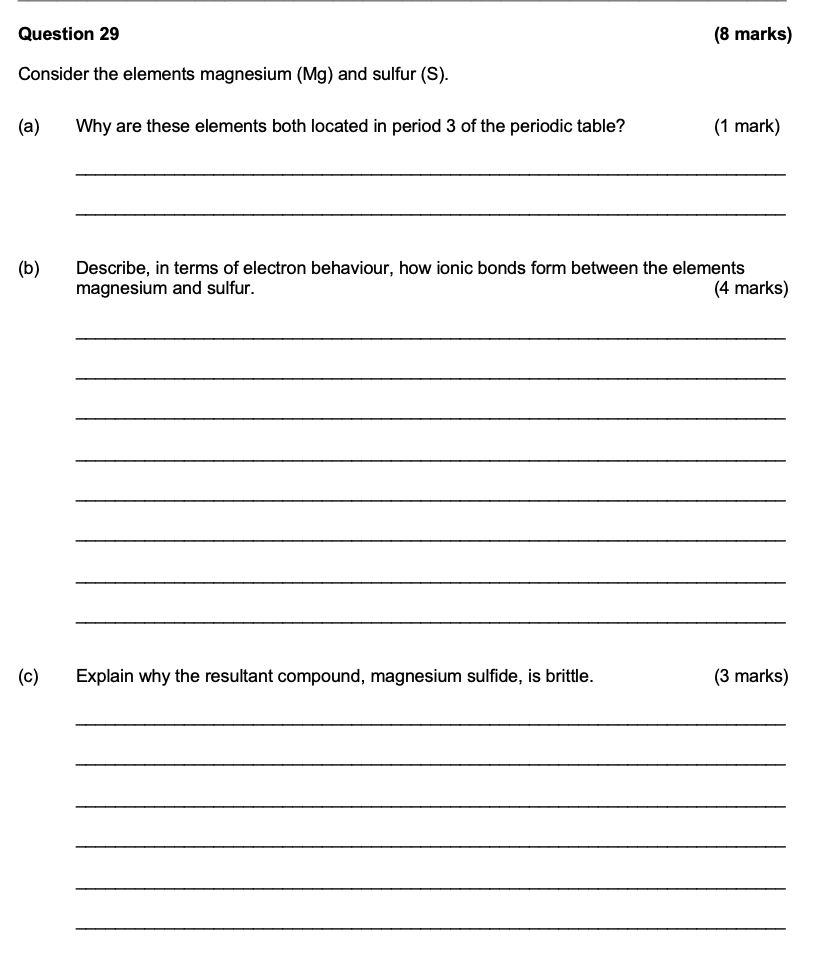 Question 29 (8 marks)
Consider the elements magnesium (Mg) and sulfur (S).
(a) Why are these elements both located in period 3 of the periodic table? (1 mark)
(b) Describe, in terms of electron behaviour, how ionic bonds form between the elements
magnesium and sulfur. (4 marks)
(c) Explain why the resultant compound, magnesium sulfide, is brittle. (3 marks)